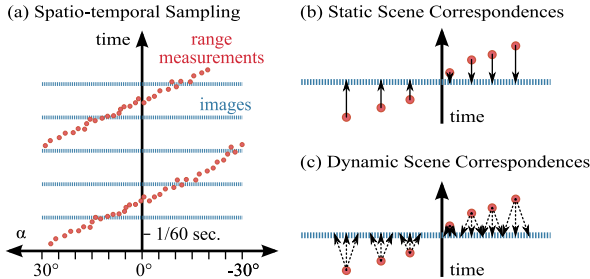 (a) Spatio-temporal Sampling
time
range
measurements
images
α
1/60 sec.
30°
0°
-30°
(b) Static Scene Correspondences
time
(c) Dynamic Scene Correspondences
time